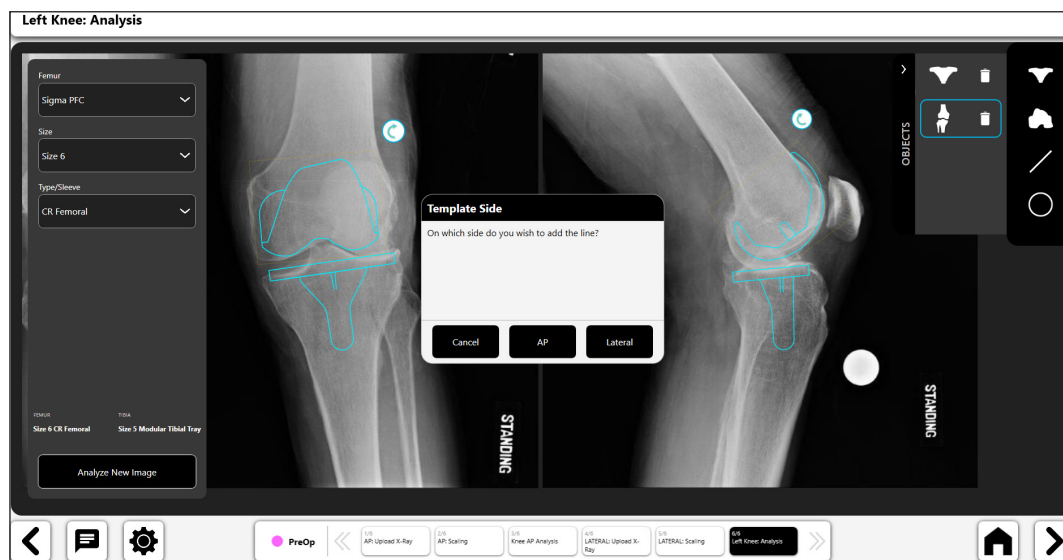 Left Knee: Analysis
Femur
Sigma PFC
Size
Size 6
Type/Sleeve
CR Femoral
FEMUR
TIBIA
Size 6 CR Femoral
Size 5 Modular Tibial Tray
Analyze New Image
Template Side
On which side do you wish to add the line?
Cancel
AP
Lateral
STANDING
STANDING
OBJECTS
PreOp
1/6
AP: Upload X-Ray
2/6
AP: Scaling
3/6
Knee AP Analysis
4/6
LATERAL: Upload X-
Ray
5/6
LATERAL: Scaling
6/6
Left Knee: Analysis